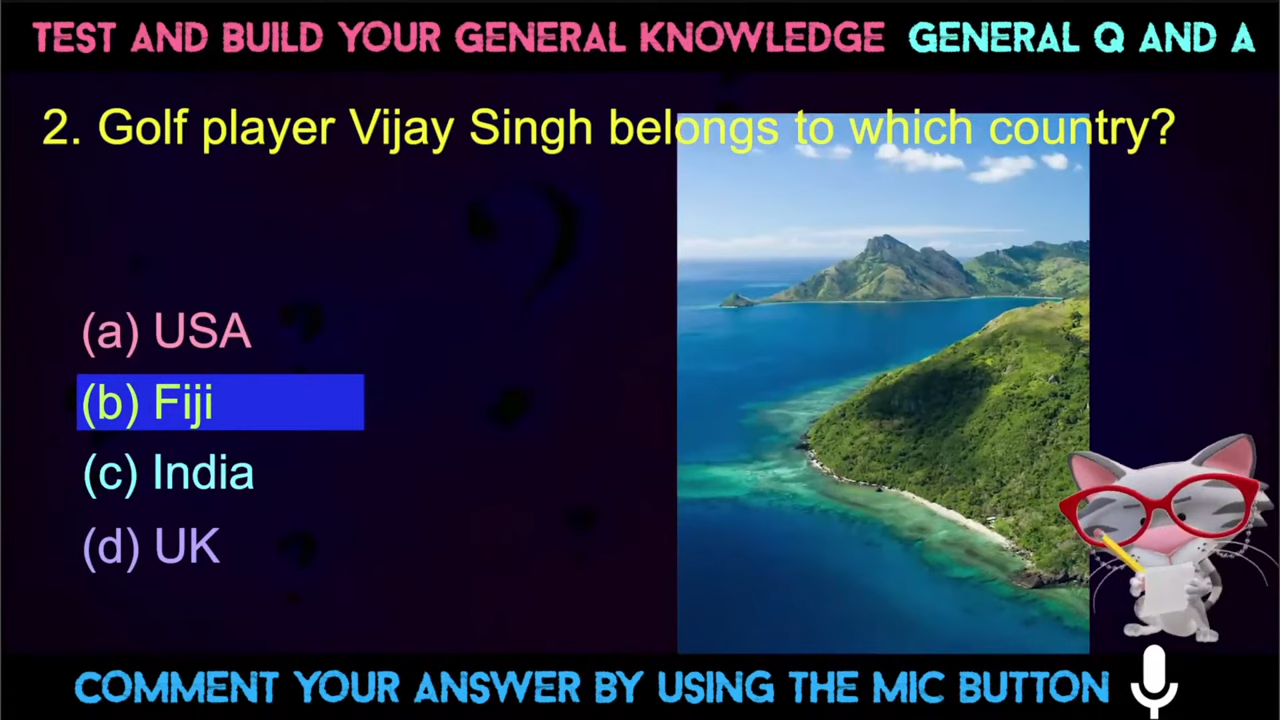 TEST AND BUILD YOUR GENERAL KNOWLEDGE GENERAL Q AND A
2. Golf player Vijay Singh belongs to which country?
(a) USA
(b) Fiji
(c) India
(d) UK
COMMENT YOUR ANSWER BY USING THE MIC BUTTON